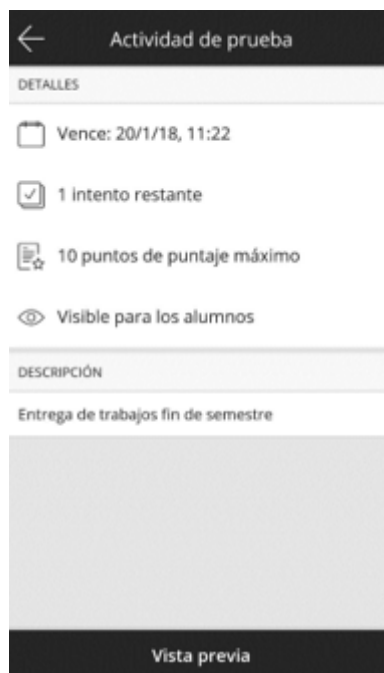 Actividad de prueba
DETALLES
Vence: 20/1/18, 11:22
1 intento restante
10 puntos de puntaje máximo
Visible para los alumnos
DESCRIPCIÓN
Entrega de trabajos fin de semestre
Vista previa